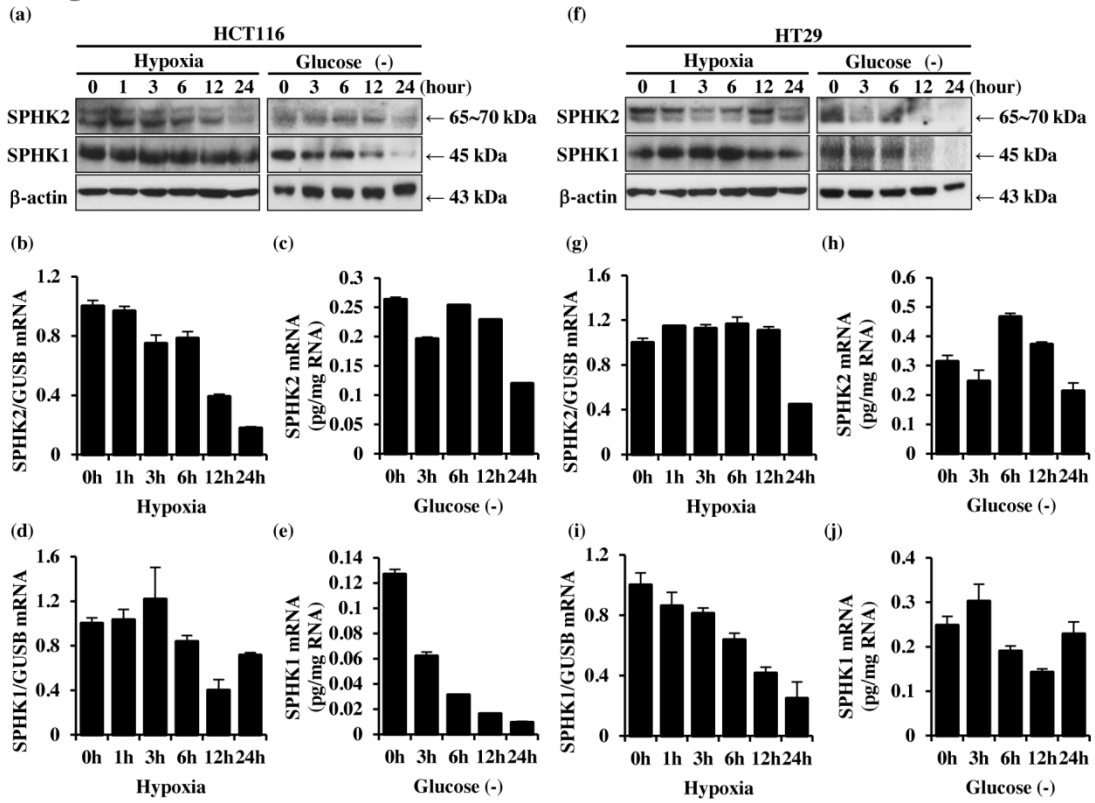 (a)
HCT116
Hypoxia Glucose (-)
0 1 3 6 12 24 0 3 6 12 24 (hour)
SPHK2 ← 65~70 kDa
SPHK1 ← 45 kDa
β-actin ← 43 kDa
(f)
HT29
Hypoxia Glucose (-)
0 1 3 6 12 24 0 3 6 12 24 (hour)
SPHK2 ← 65~70 kDa
SPHK1 ← 45 kDa
β-actin ← 43 kDa
(b)
SPHK2/GUSB mRNA
1.2
0.8
0.4
0
0h 1h 3h 6h 12h 24h
Hypoxia
(c)
SPHK2 mRNA
(pg/mg RNA)
0.3
0.25
0.2
0.15
0.1
0.05
0
0h 3h 6h 12h 24h
Glucose (-)
(g)
SPHK2/GUSB mRNA
1.6
1.2
0.8
0.4
0
0h 1h 3h 6h 12h 24h
Hypoxia
(h)
SPHK2 mRNA
(pg/mg RNA)
0.6
0.5
0.4
0.3
0.2
0.1
0
0h 3h 6h 12h 24h
Glucose (-)
(d)
SPHK1/GUSB mRNA
1.6
1.2
0.8
0.4
0
0h 1h 3h 6h 12h 24h
Hypoxia
(e)
SPHK1 mRNA
(pg/mg RNA)
0.14
0.12
0.1
0.08
0.06
0.04
0.02
0
0h 3h 6h 12h 24h
Glucose (-)
(i)
SPHK1/GUSB mRNA
1.2
0.8
0.4
0
0h 1h 3h 6h 12h 24h
Hypoxia
(j)
SPHK1 mRNA
(pg/mg RNA)
0.4
0.3
0.2
0.1
0
0h 3h 6h 12h 24h
Glucose (-)